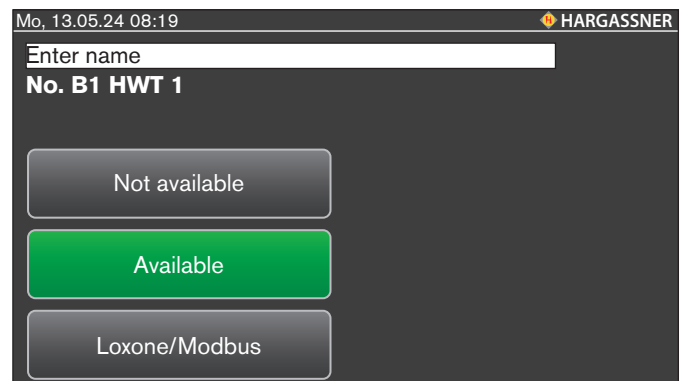 Mo, 13.05.24 08:19 HARGASSNER
Enter name
No. B1 HWT 1
Not available
Available
Loxone/Modbus